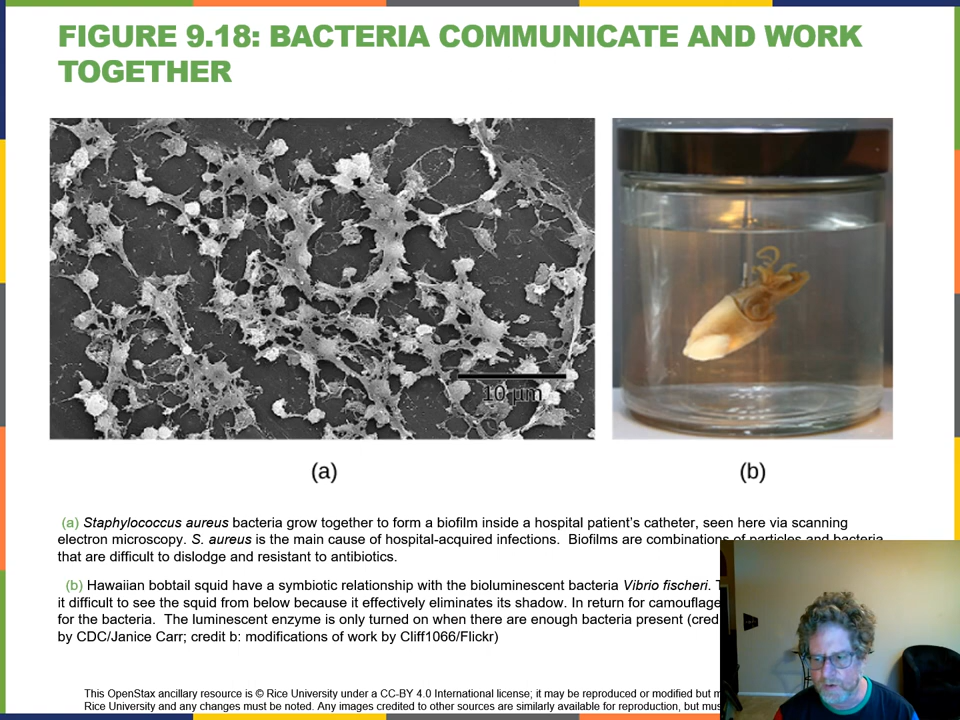 FIGURE 9.18: BACTERIA COMMUNICATE AND WORK
TOGETHER
10 µm
(a)
(b)
(a) Staphylococcus aureus bacteria grow together to form a biofilm inside a hospital patient's catheter, seen here via scanning
electron microscopy. S. aureus is the main cause of hospital-acquired infections. Biofilms are combinations of particles and bacteria
that are difficult to dislodge and resistant to antibiotics.
(b) Hawaiian bobtail squid have a symbiotic relationship with the bioluminescent bacteria Vibrio fischeri.
it difficult to see the squid from below because it effectively eliminates its shadow. In return for camouflage
for the bacteria. The luminescent enzyme is only turned on when there are enough bacteria present
by CDC/Janice Carr; credit b: modifications of work by Cliff1066/Flickr)
This OpenStax ancillary resource is © Rice University under a CC-BY 4.0 International license; it may be reproduced or modified but
Rice University and any changes must be noted. Any images credited to other sources are similarly available for reproduction, but